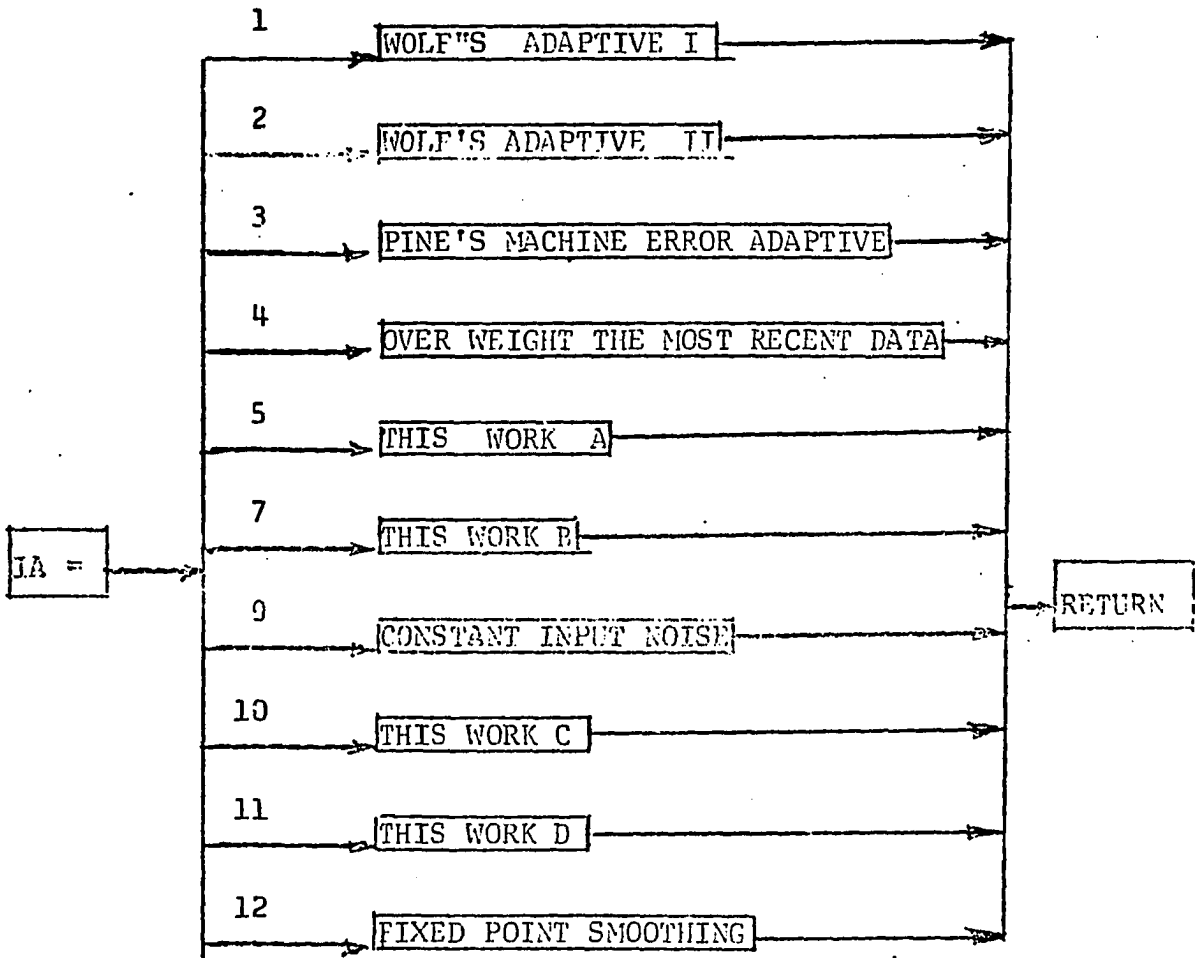 1
WOLF"S ADAPTIVE I
2
WOLF'S ADAPTIVE II
3
PINE'S MACHINE ERROR ADAPTIVE
4
OVER WEIGHT THE MOST RECENT DATA
5
THIS WORK A
7
THIS WORK B
IA =
9
CONSTANT INPUT NOISE
RETURN
10
THIS WORK C
11
THIS WORK D
12
FIXED POINT SMOOTHING